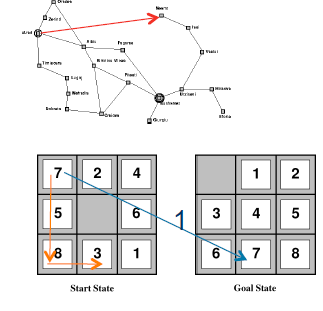 Oradea
Neamt
Zerind
Iasi
Arad
Sibiu
Fagaras
Vaslui
Rimnicu Vilcea
Timisoara
Pitesti
Lugoj
Mehadia
Urziceni
Hirsova
Bucharest
Craiova
Giurgiu
Eforie
7 2 4
1 2
5 6
1
3 4 5
8 3 1
6 7 8
Start State
Goal State